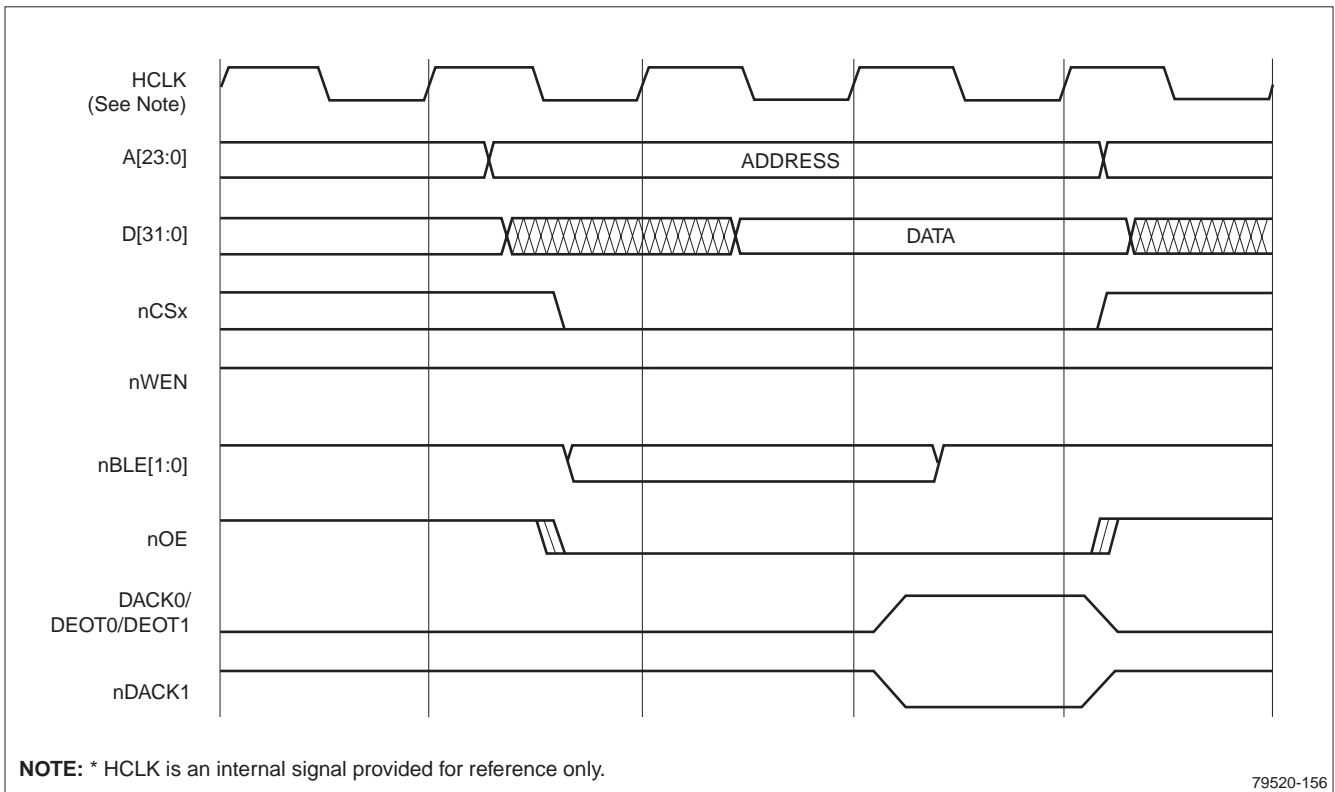 HCLK
(See Note)
A[23:0]
ADDRESS
D[31:0]
DATA
nCSx
nWEN
nBLE[1:0]
nOE
DACK0/
DEOT0/DEOT1
nDACK1
NOTE: * HCLK is an internal signal provided for reference only.
79520-156